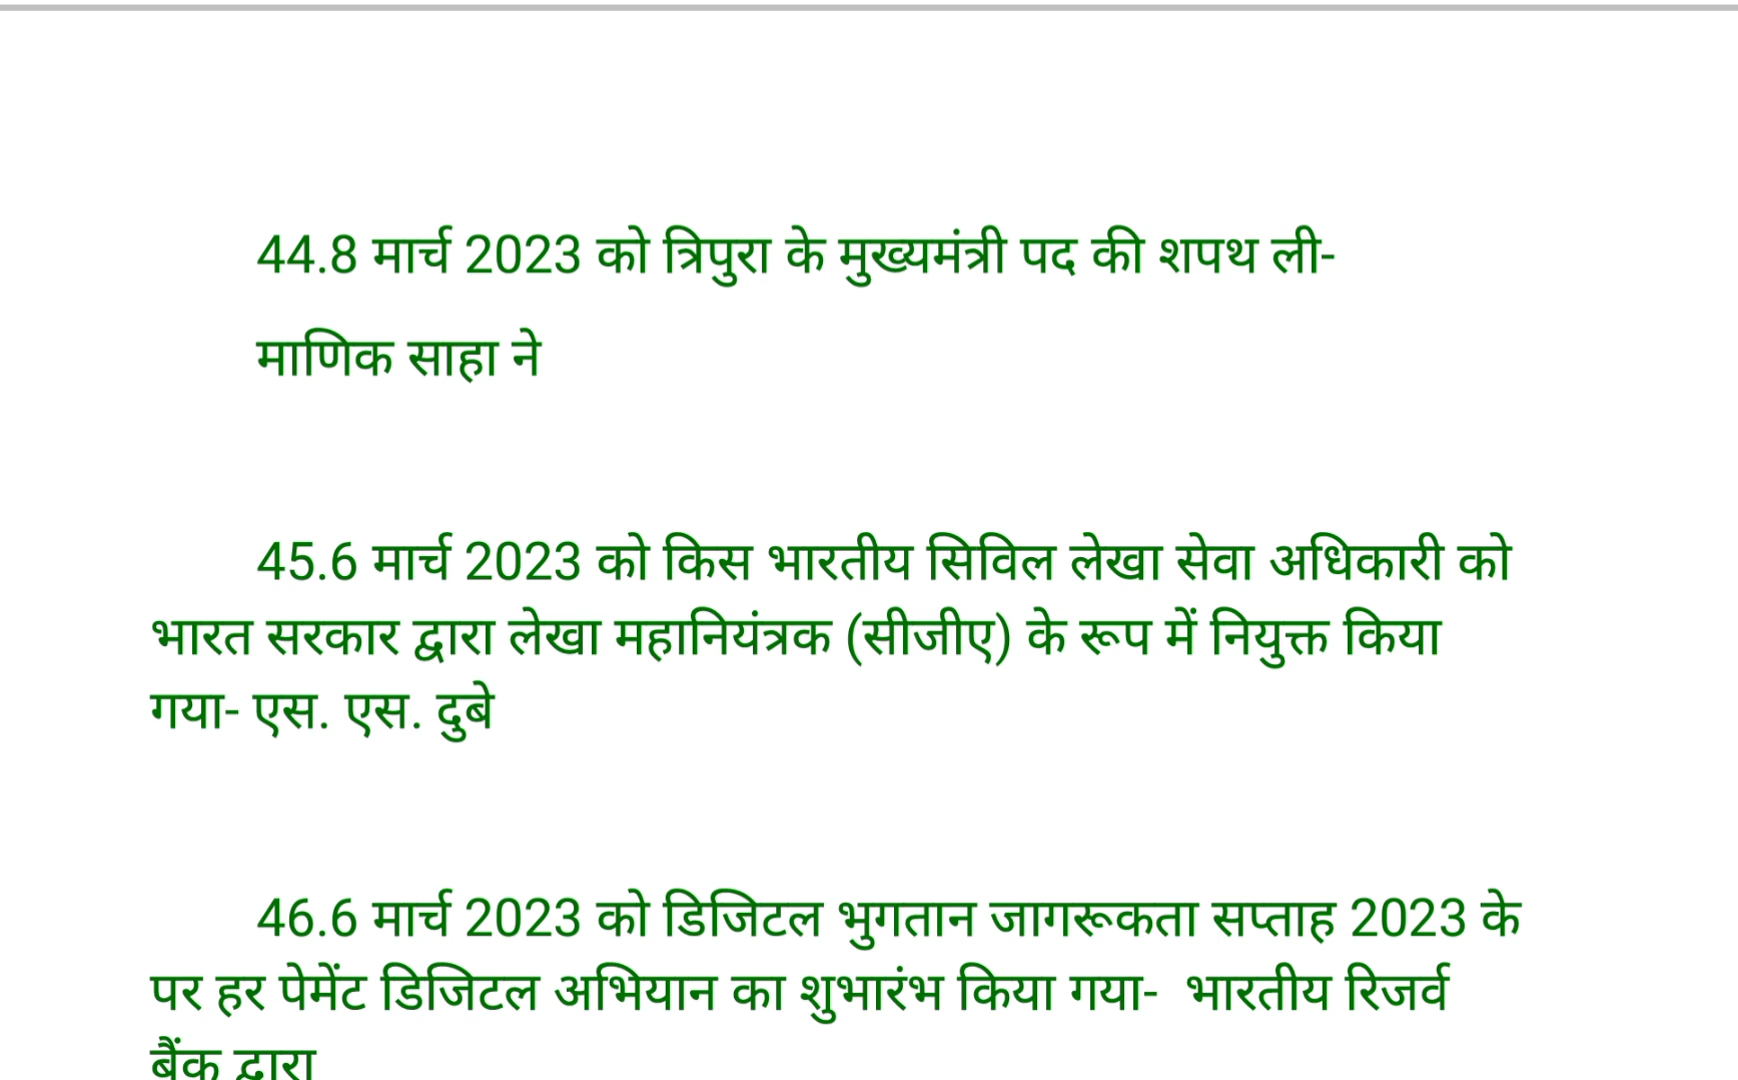 44.8 मार्च 2023 को त्रिपुरा के मुख्यमंत्री पद की शपथ ली-
माणिक साहा ने
45.6 मार्च 2023 को किस भारतीय सिविल लेखा सेवा अधिकारी को
भारत सरकार द्वारा लेखा महानियंत्रक (सीजीए) के रूप में नियुक्त किया
गया- एस. एस. दुबे
46.6 मार्च 2023 को डिजिटल भुगतान जागरूकता सप्ताह 2023 के
पर हर पेमेंट डिजिटल अभियान का शुभारंभ किया गया- भारतीय रिजर्व
बैंक द्वारा